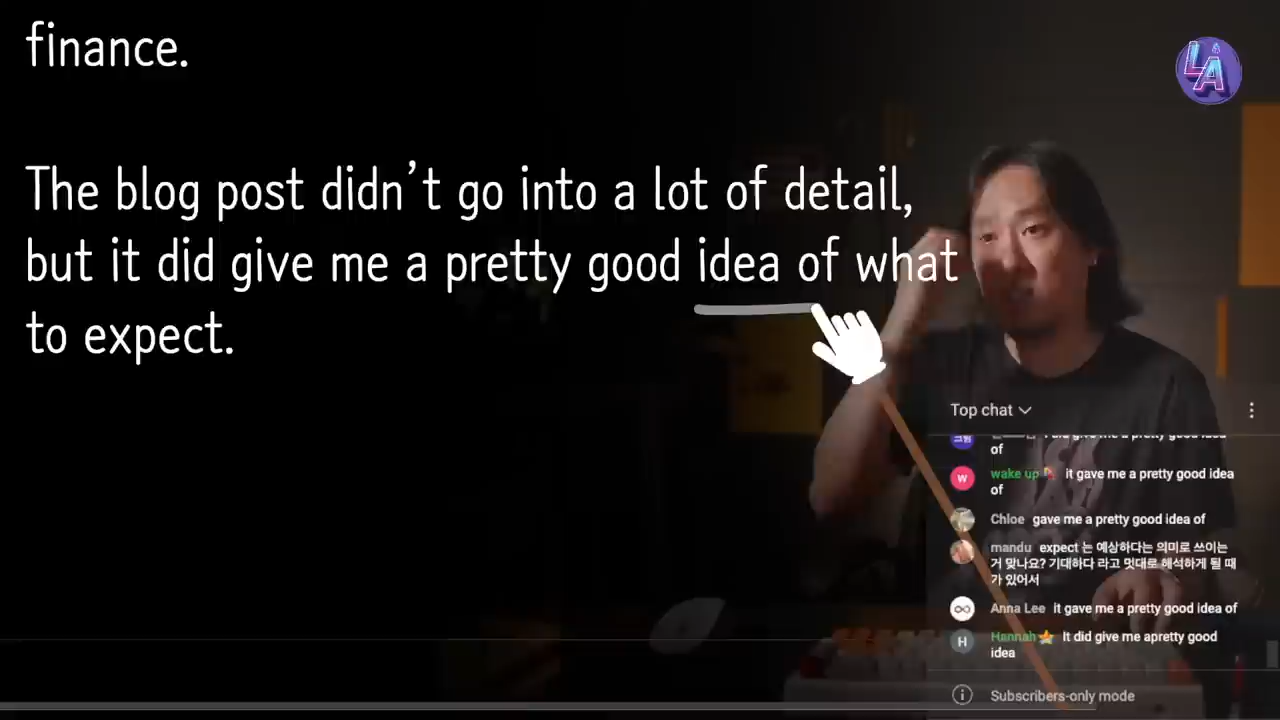 finance.
The blog post didn't go into a lot of detail,
but it did give me a pretty good idea of what
to expect.
LA
Top chat
크림
of
wake up it gave me a pretty good idea
of
Chloe gave me a pretty good idea of
mandu expect 는 예상하다는 의미로 쓰이는
거 맞나요? 기대하다 라고 멋대로 해석하게 될 때
가 있어서
Anna Lee it gave me a pretty good idea of
Hannah It did give me apretty good
idea
Subscribers-only mode